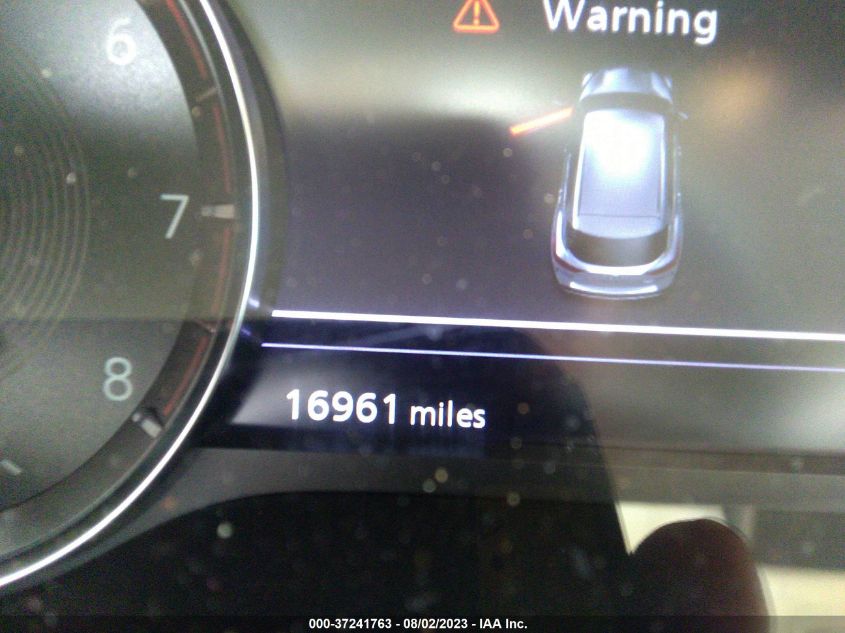 Warning
6
7
8
16961 miles
000-37241763 - 08/02/2023 - IAA Inc.